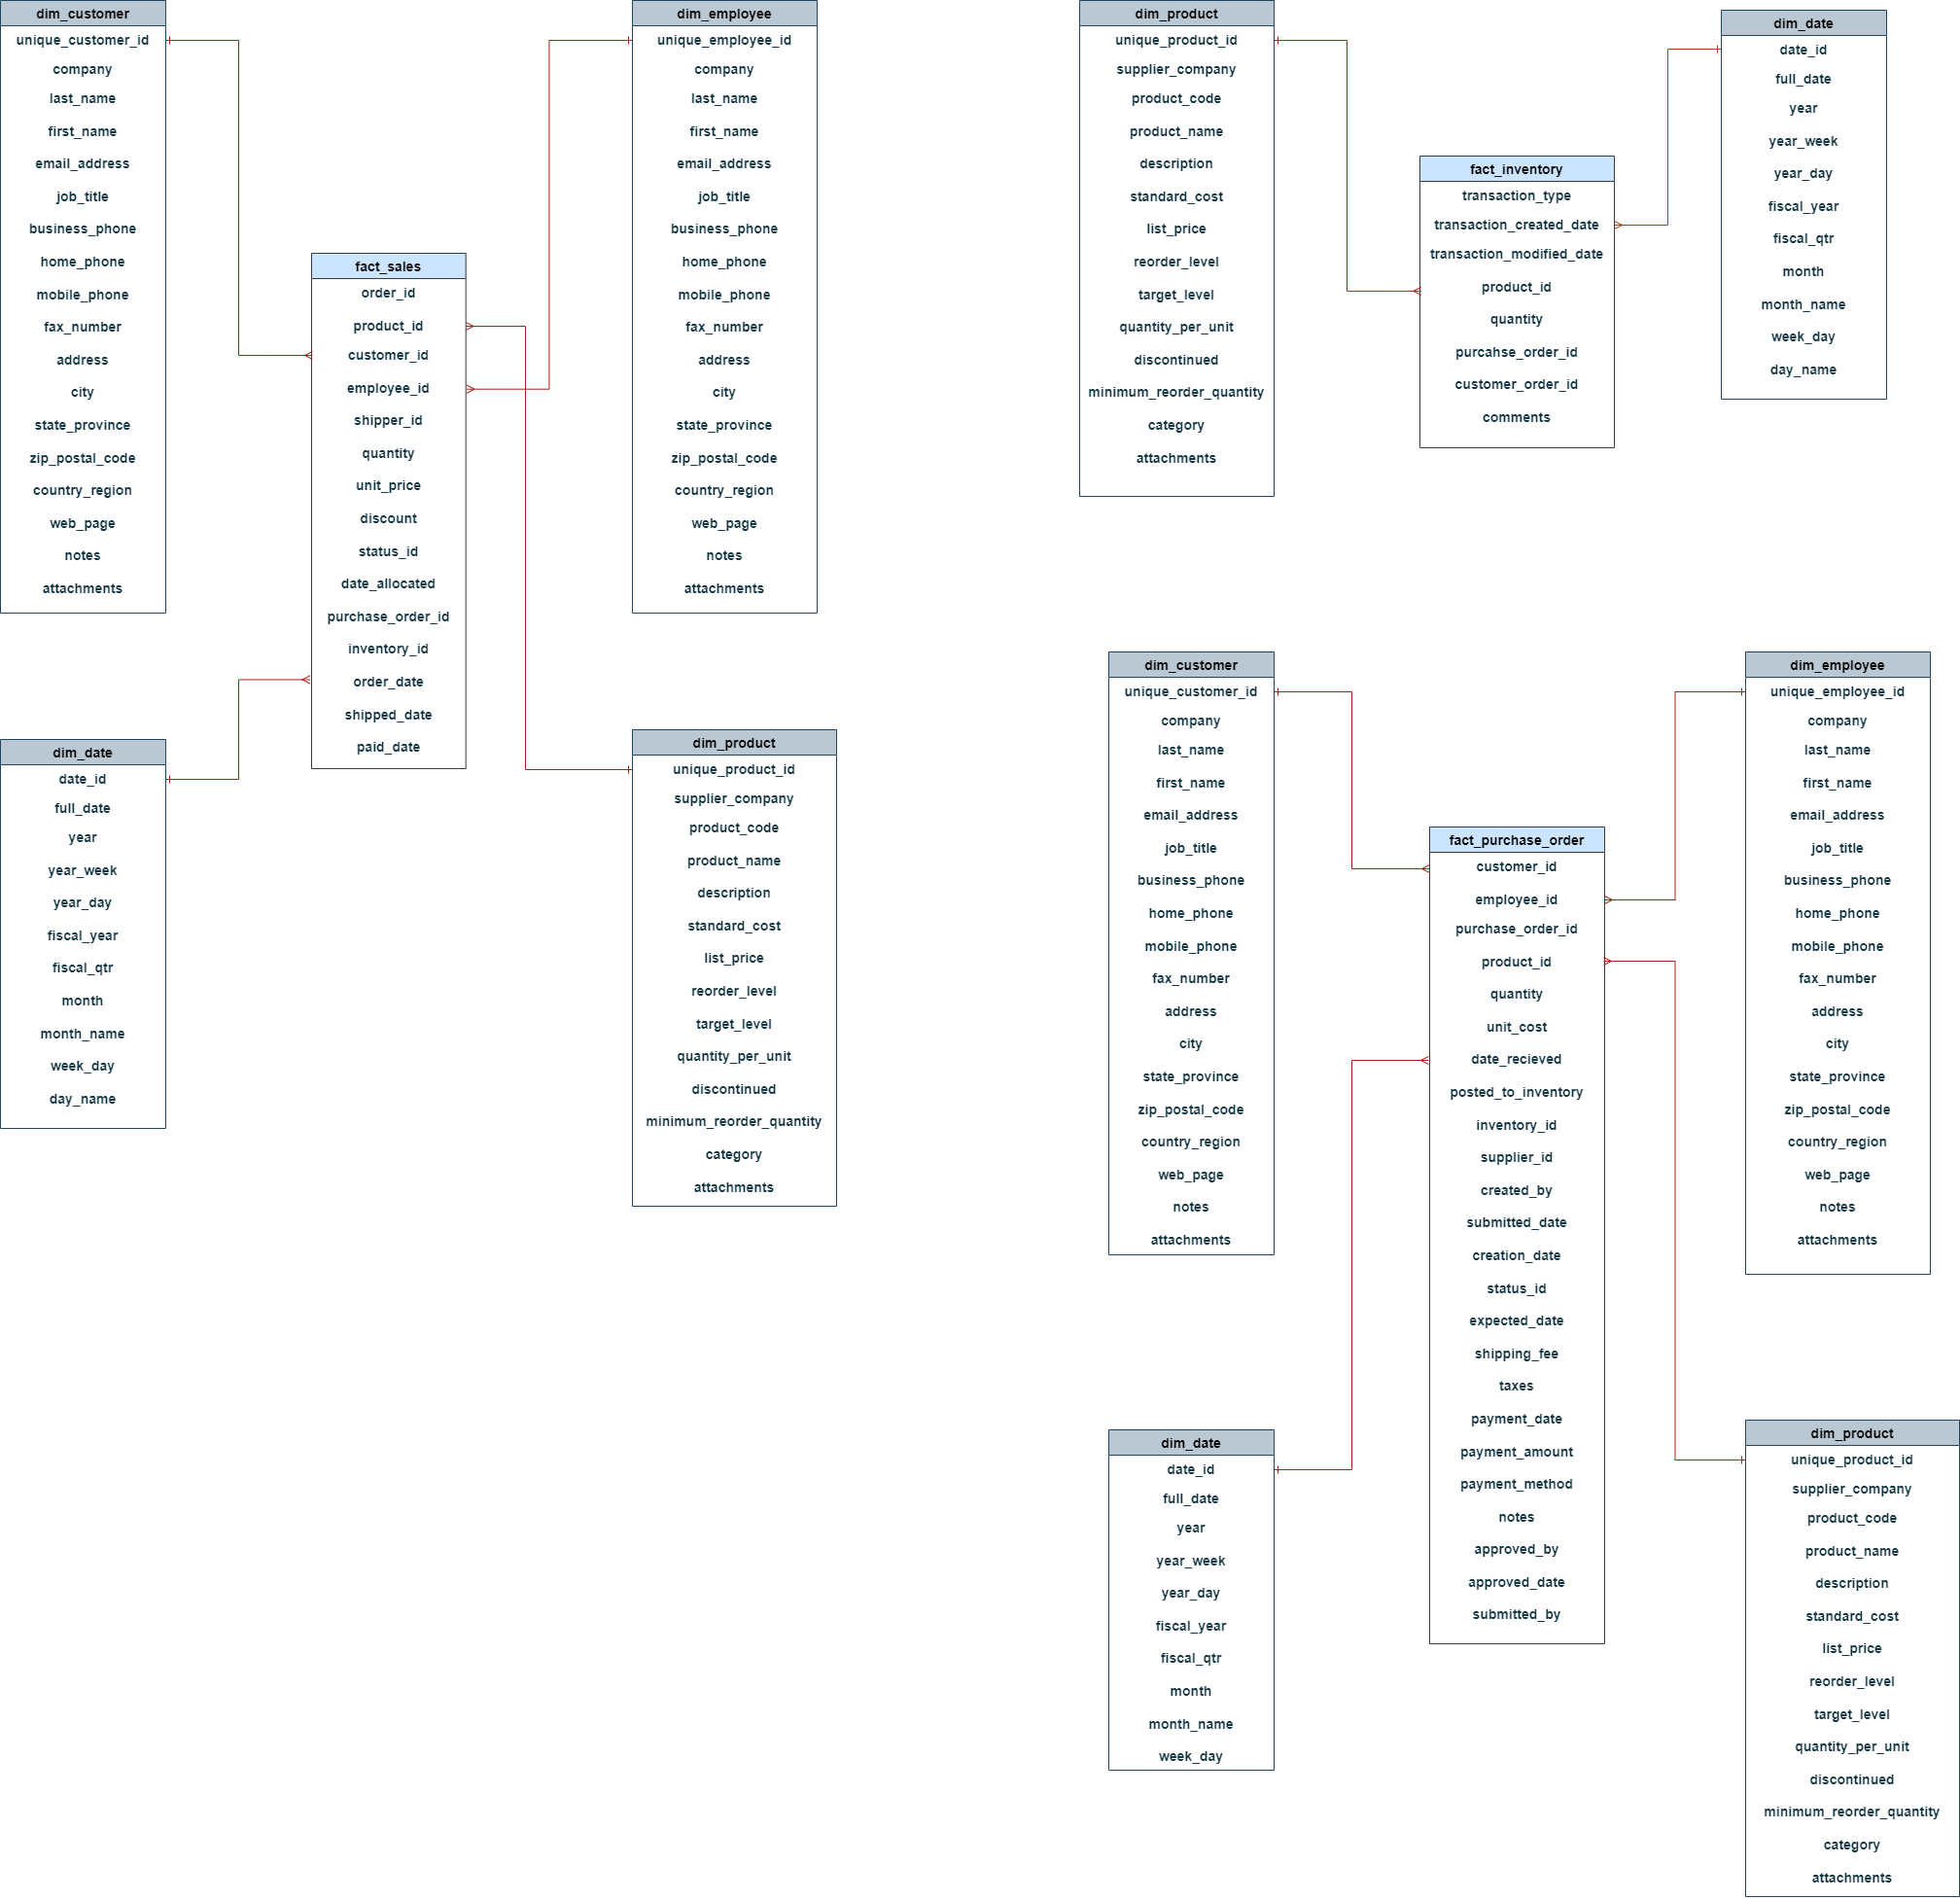 dim_customer
unique_customer_id
company
last_name
first_name
email_address
job_title
business_phone
home_phone
mobile_phone
fax_number
address
city
state_province
zip_postal_code
country_region
web_page
notes
attachments
fact_sales
order_id
product_id
customer_id
employee_id
shipper_id
quantity
unit_price
discount
status_id
date_allocated
purchase_order_id
inventory_id
order_date
shipped_date
paid_date
dim_employee
unique_employee_id
company
last_name
first_name
email_address
job_title
business_phone
home_phone
mobile_phone
fax_number
address
city
state_province
zip_postal_code
country_region
web_page
notes
attachments
dim_date
date_id
full_date
year
year_week
year_day
fiscal_year
fiscal_qtr
month
month_name
week_day
day_name
dim_product
unique_product_id
supplier_company
product_code
product_name
description
standard_cost
list_price
reorder_level
target_level
quantity_per_unit
discontinued
minimum_reorder_quantity
category
attachments
dim_product
unique_product_id
supplier_company
product_code
product_name
description
standard_cost
list_price
reorder_level
target_level
quantity_per_unit
discontinued
minimum_reorder_quantity
category
attachments
fact_inventory
transaction_type
transaction_created_date
transaction_modified_date
product_id
quantity
purcahse_order_id
customer_order_id
comments
dim_date
date_id
full_date
year
year_week
year_day
fiscal_year
fiscal_qtr
month
month_name
week_day
day_name
dim_customer
unique_customer_id
company
last_name
first_name
email_address
job_title
business_phone
home_phone
mobile_phone
fax_number
address
city
state_province
zip_postal_code
country_region
web_page
notes
attachments
fact_purchase_order
customer_id
employee_id
purchase_order_id
product_id
quantity
unit_cost
date_recieved
posted_to_inventory
inventory_id
supplier_id
created_by
submitted_date
creation_date
status_id
expected_date
shipping_fee
taxes
payment_date
payment_amount
payment_method
notes
approved_by
approved_date
submitted_by
dim_employee
unique_employee_id
company
last_name
first_name
email_address
job_title
business_phone
home_phone
mobile_phone
fax_number
address
city
state_province
zip_postal_code
country_region
web_page
notes
attachments
dim_date
date_id
full_date
year
year_week
year_day
fiscal_year
fiscal_qtr
month
month_name
week_day
dim_product
unique_product_id
supplier_company
product_code
product_name
description
standard_cost
list_price
reorder_level
target_level
quantity_per_unit
discontinued
minimum_reorder_quantity
category
attachments